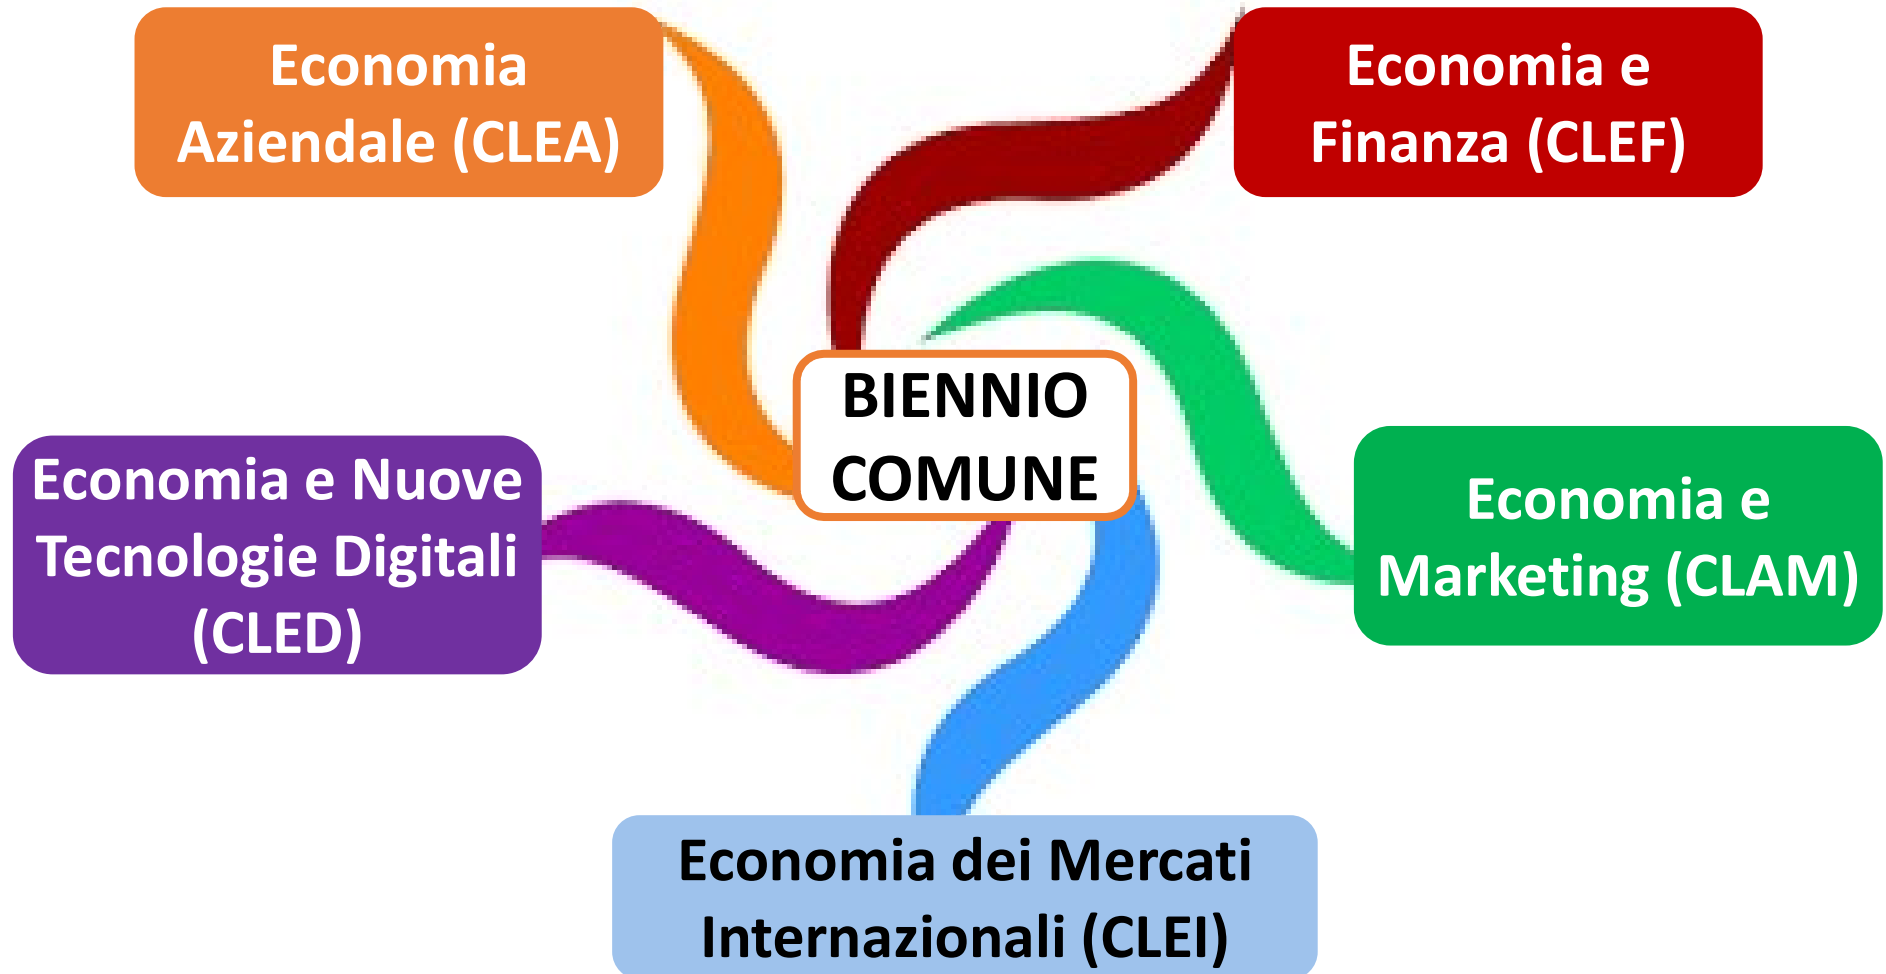 Economia
Aziendale (CLEA)
Economia e
Finanza (CLEF)
BIENNIO
COMUNE
Economia e Nuove
Tecnologie Digitali
(CLED)
Economia e
Marketing (CLAM)
Economia dei Mercati
Internazionali (CLEI)